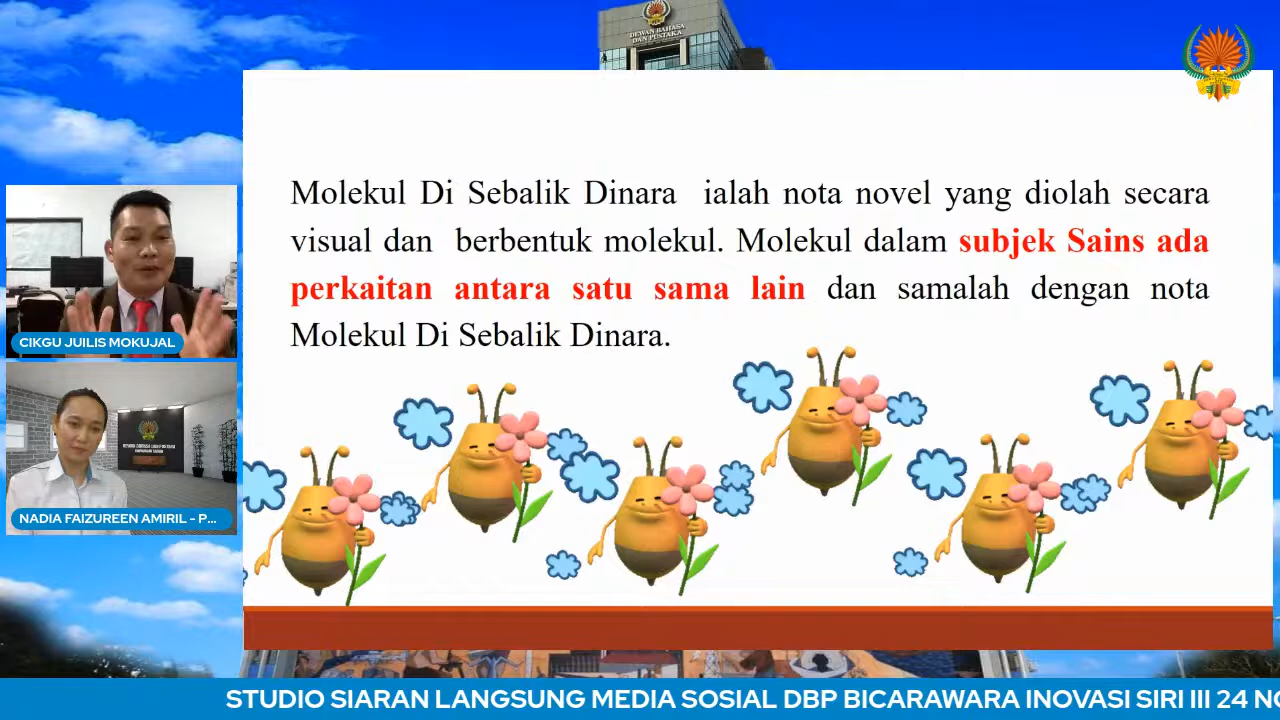 DEWAN BAHASA
DAN PUSTAKA
Molekul Di Sebalik Dinara ialah nota novel yang diolah secara
visual dan berbentuk molekul. Molekul dalam subjek Sains ada
perkaitan antara satu sama lain dan samalah dengan nota
Molekul Di Sebalik Dinara.
CIKGU JUILIS MOKUJAL
NADIA FAIZUREEN AMIRIL - P...
STUDIO SIARAN LANGSUNG MEDIA SOSIAL DBP BICARAWARA INOVASI SIRI III 24 NO